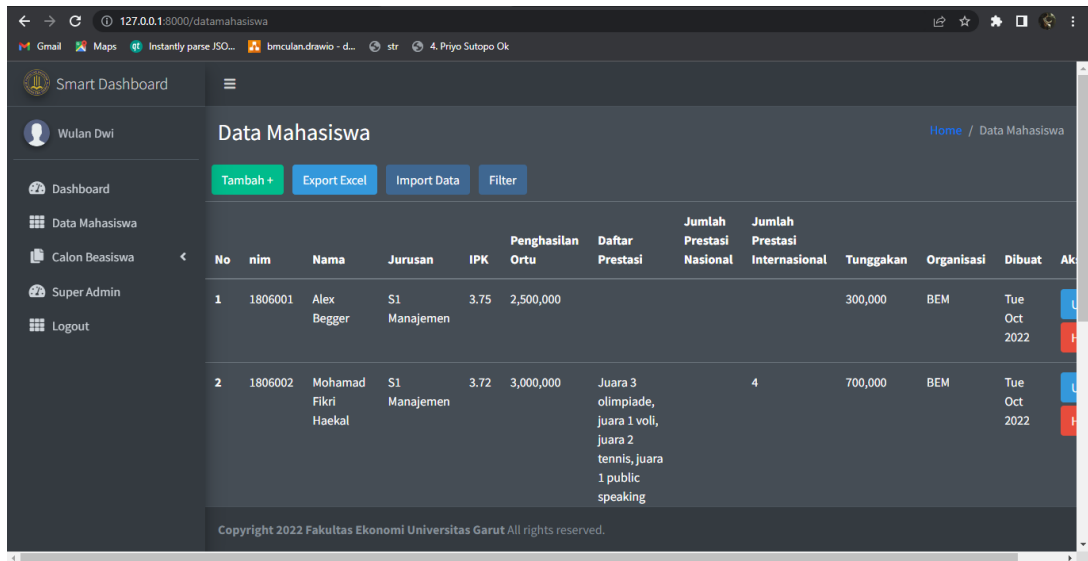 127.0.0.1:8000/datamahasiswa
Gmail Maps Instantly parse JSO... bmculan.drawio - d... str 4. Priyo Sutopo Ok
Smart Dashboard
Wulan Dwi
Dashboard
Data Mahasiswa
Calon Beasiswa
Super Admin
Logout
Data Mahasiswa
Home / Data Mahasiswa
Tambah + Export Excel Import Data Filter
Jumlah Jumlah
Penghasilan Daftar Prestasi Prestasi
No nim Nama Jurusan IPK Ortu Prestasi Nasional Internasional Tunggakan Organisasi Dibuat
1 1806001 Alex S1 3.75 2,500,000 300,000 BEM Tue
Begger Manajemen Oct
2022
2 1806002 Mohamad S1 3.72 3,000,000 Juara 3 4 700,000 BEM Tue
Fikri Manajemen olimpiade, Oct
Haekal juara 1 voli, 2022
juara 2
tennis, juara
1 public
speaking
Copyright 2022 Fakultas Ekonomi Universitas Garut All rights reserved.